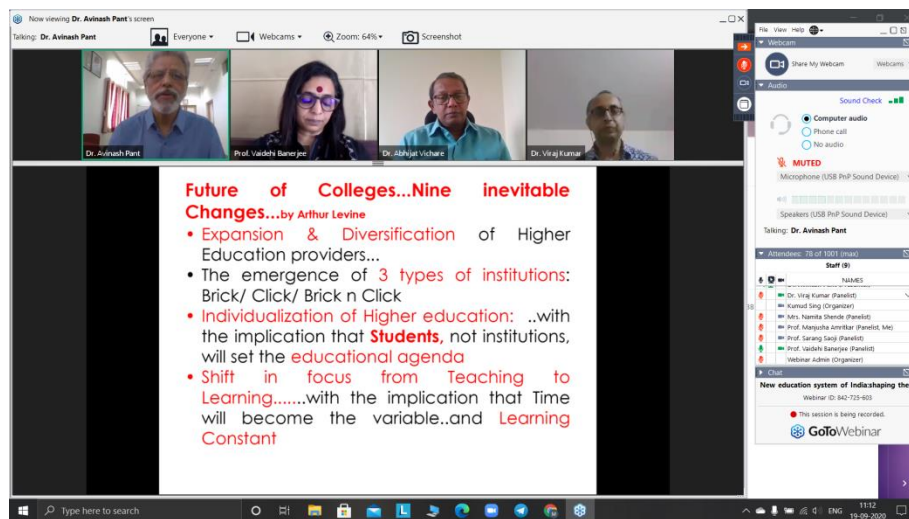 Now viewing Dr. Avinash Pant's screen
Talking: Dr. Avinash Pant
Everyone
Webcams
Zoom: 64%
Screenshot
Dr. Avinash Pant
Prof. Vaidehi Banerjee
Dr. Abhijat Vichare
Dr. Viraj Kumar
Future of Colleges...Nine inevitable
Changes...by Arthur Levine
• Expansion & Diversification of Higher
Education providers...
• The emergence of 3 types of institutions:
Brick/ Click/ Brick n Click
• Individualization of Higher education: ..with
the implication that Students, not institutions,
will set the educational agenda
• Shift in focus from Teaching to
Learning.......with the implication that Time
will become the variable..and Learning
Constant
File View Help
Webcam
Share My Webcam
Webcams
Audio
Sound Check
Computer audio
Phone call
No audio
MUTED
Microphone (USB PnP Sound Device)
Speakers (USB PnP Sound Device)
Talking: Dr. Avinash Pant
Attendees: 78 of 1001 (max)
Staff (9)
NAMES
Dr. Viraj Kumar (Panelist)
Kumud Sing (Organizer)
Mrs. Namita Shende (Panelist)
Prof. Manjusha Amritkar (Panelist, Me)
Prof. Sarang Saoji (Panelist)
Prof. Vaidehi Banerjee (Panelist)
Webinar Admin (Organizer)
Chat
New education system of India:shaping the
Webinar ID: 842-725-603
This session is being recorded.
GoToWebinar
Type here to search
ENG
11:12
19-09-2020